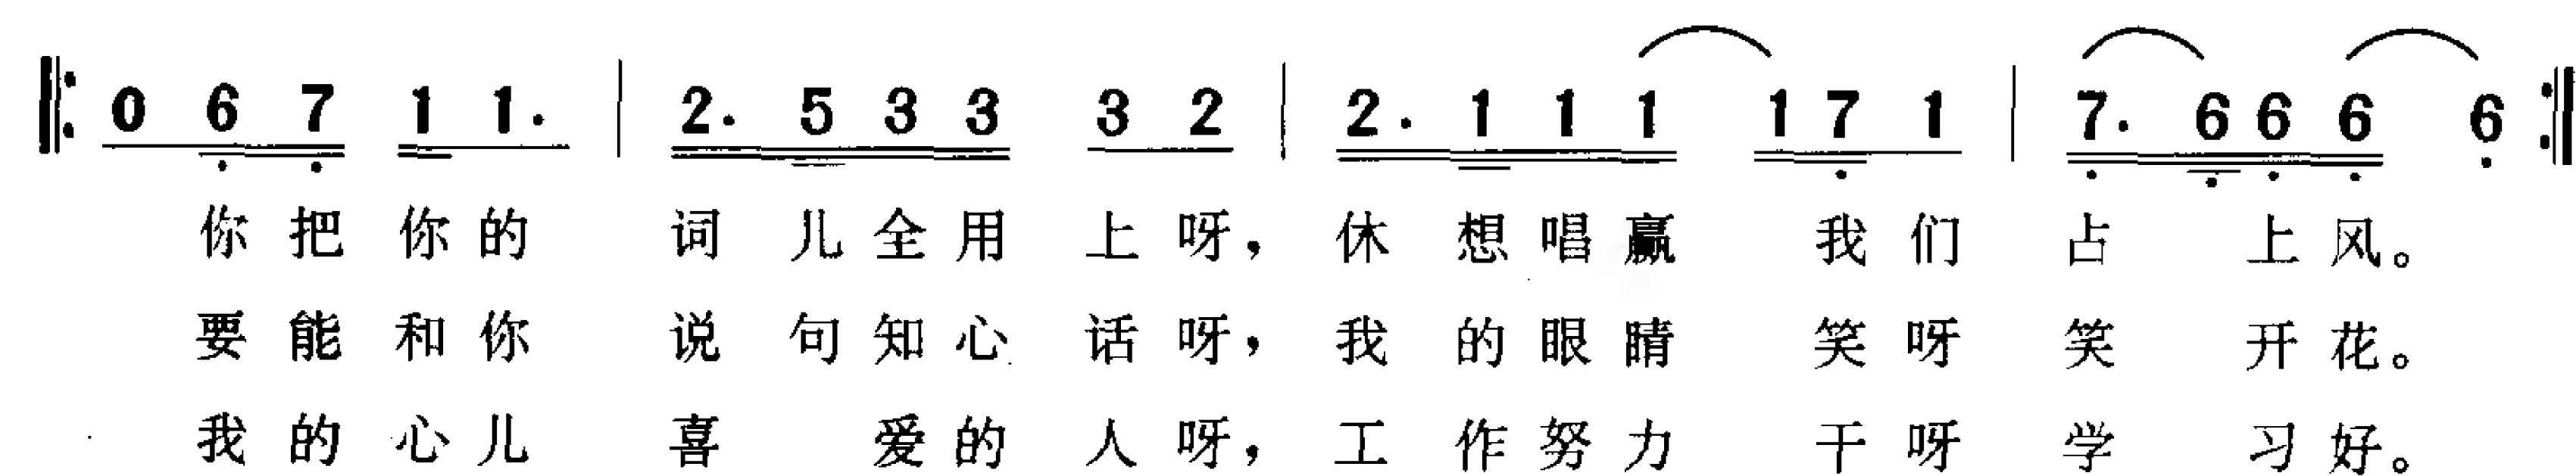 0 6 7 1 1. | 2. 5 3 3 3 2 | 2. 1 1 1 1 7 1 | 7. 6 6 6 6
你把你的 词儿全用上呀，休想唱赢 我们占 上风。
要能和你 说句知心话呀，我的眼睛 笑呀笑 开花。
我的心儿 喜 爱的人呀，工作努力 干呀学 习好。